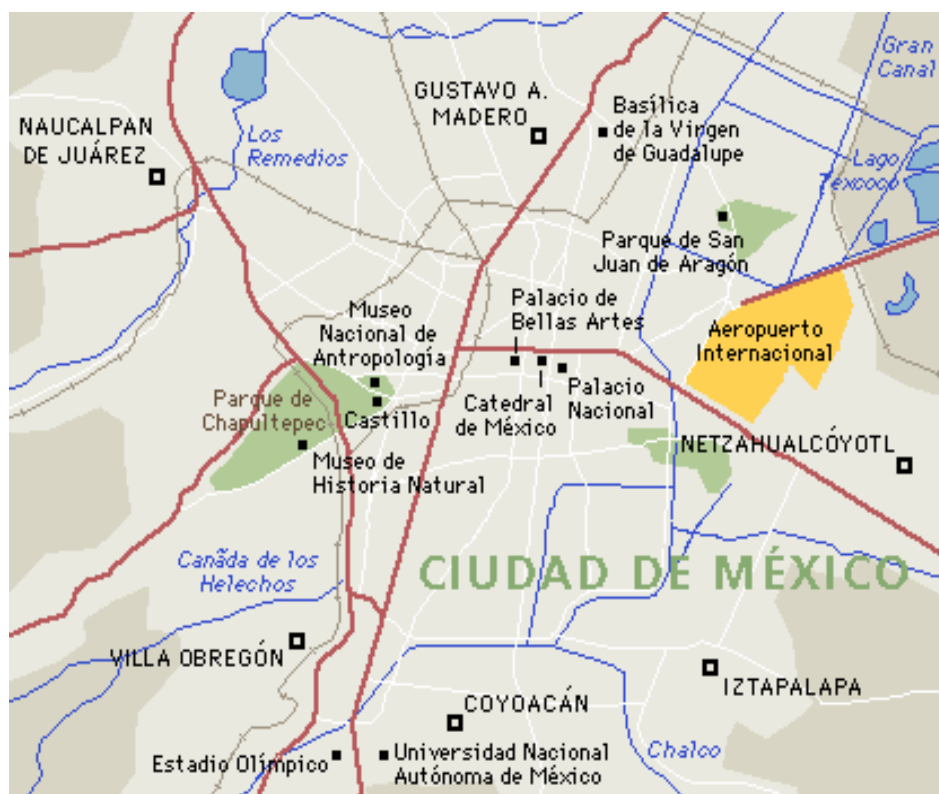 Gran
Canal
GUSTAVO A.
MADERO
Basílica
de la Virgen
de Guadalupe
NAUCALPAN
DE JUÁREZ
Los
Remedios
Lago
Texcoco
Parque de San
Juan de Aragón
Museo
Nacional de
Antropología
Palacio de
Bellas Artes
Aeropuerto
Internacional
Parque de
Chapultepec
Castillo
Catedral
de México
Palacio
Nacional
NETZAHUALCÓYOTL
Museo de
Historia Natural
Cañada de los
Helechos
CIUDAD DE MÉXICO
VILLA OBREGÓN
IZTAPALAPA
COYOACÁN
Estadio Olímpico
Universidad Nacional
Autónoma de México
Chalco